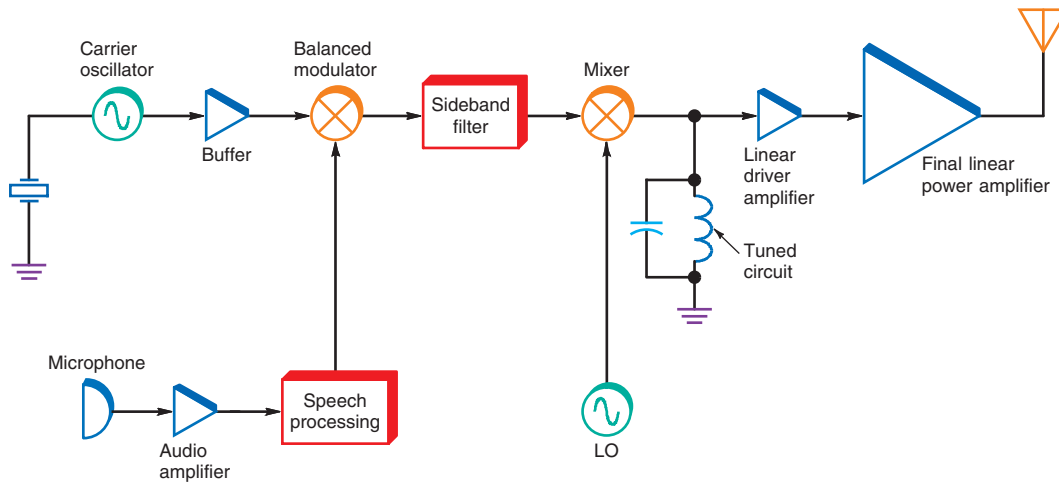 Carrier
oscillator
Buffer
Balanced
modulator
Sideband
filter
Mixer
Linear
driver
amplifier
Final linear
power amplifier
Tuned
circuit
Microphone
Audio
amplifier
Speech
processing
LO